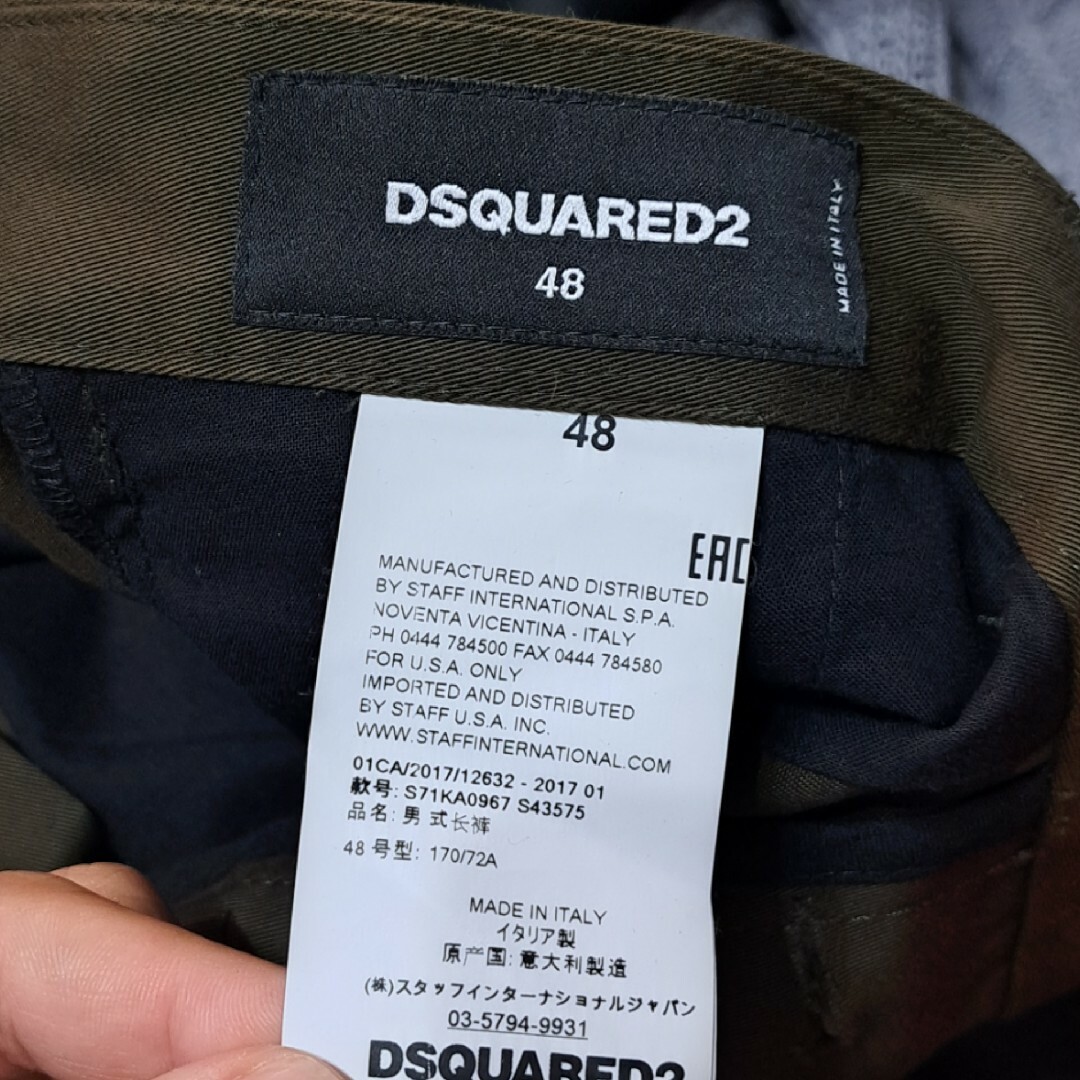 DSQUARED2
48
MADE IN ITALY
48
EAC
MANUFACTURED AND DISTRIBUTED
BY STAFF INTERNATIONAL S.P.A.
NOVENTA VICENTINA - ITALY
PH 0444 784500 FAX 0444 784580
FOR U.S.A. ONLY
IMPORTED AND DISTRIBUTED
BY STAFF U.S.A. INC.
WWW.STAFFINTERNATIONAL.COM
01CA/2017/12632 - 2017 01
款号: S71KA0967 S43575
品名: 男式长裤
48 号型: 170/72A
MADE IN ITALY
イタリア製
原产国: 意大利製造
(株)スタッフインターナショナルジャパン
03-5794-9931
DSQUARED2